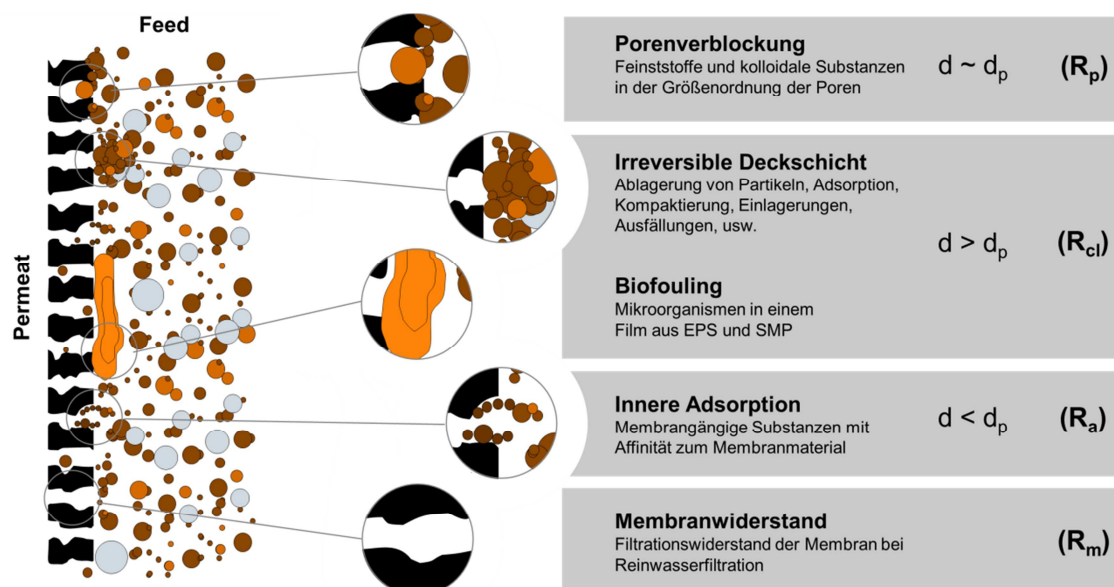 Feed
Permeat
Porenverblockung
Feinststoffe und kolloidale Substanzen
in der Größenordnung der Poren
d ~ dₚ
(Rₚ)
Irreversible Deckschicht
Ablagerung von Partikeln, Adsorption,
Kompaktierung, Einlagerungen,
Ausfällungen, usw.
d > dₚ
(R_cl)
Biofouling
Mikroorganismen in einem
Film aus EPS und SMP
Innere Adsorption
Membrangängige Substanzen mit
Affinität zum Membranmaterial
d < dₚ
(Rₐ)
Membranwiderstand
Filtrationswiderstand der Membran bei
Reinwasserfiltration
(Rₘ)